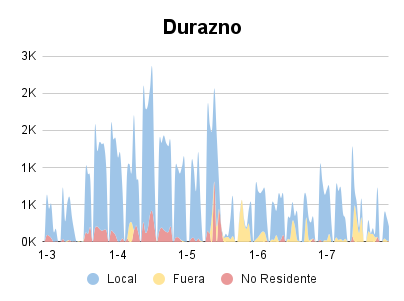 Durazno
3K
2K
2K
1K
1K
0K
1-3 1-4 1-5 1-6 1-7
Local Fuera No Residente